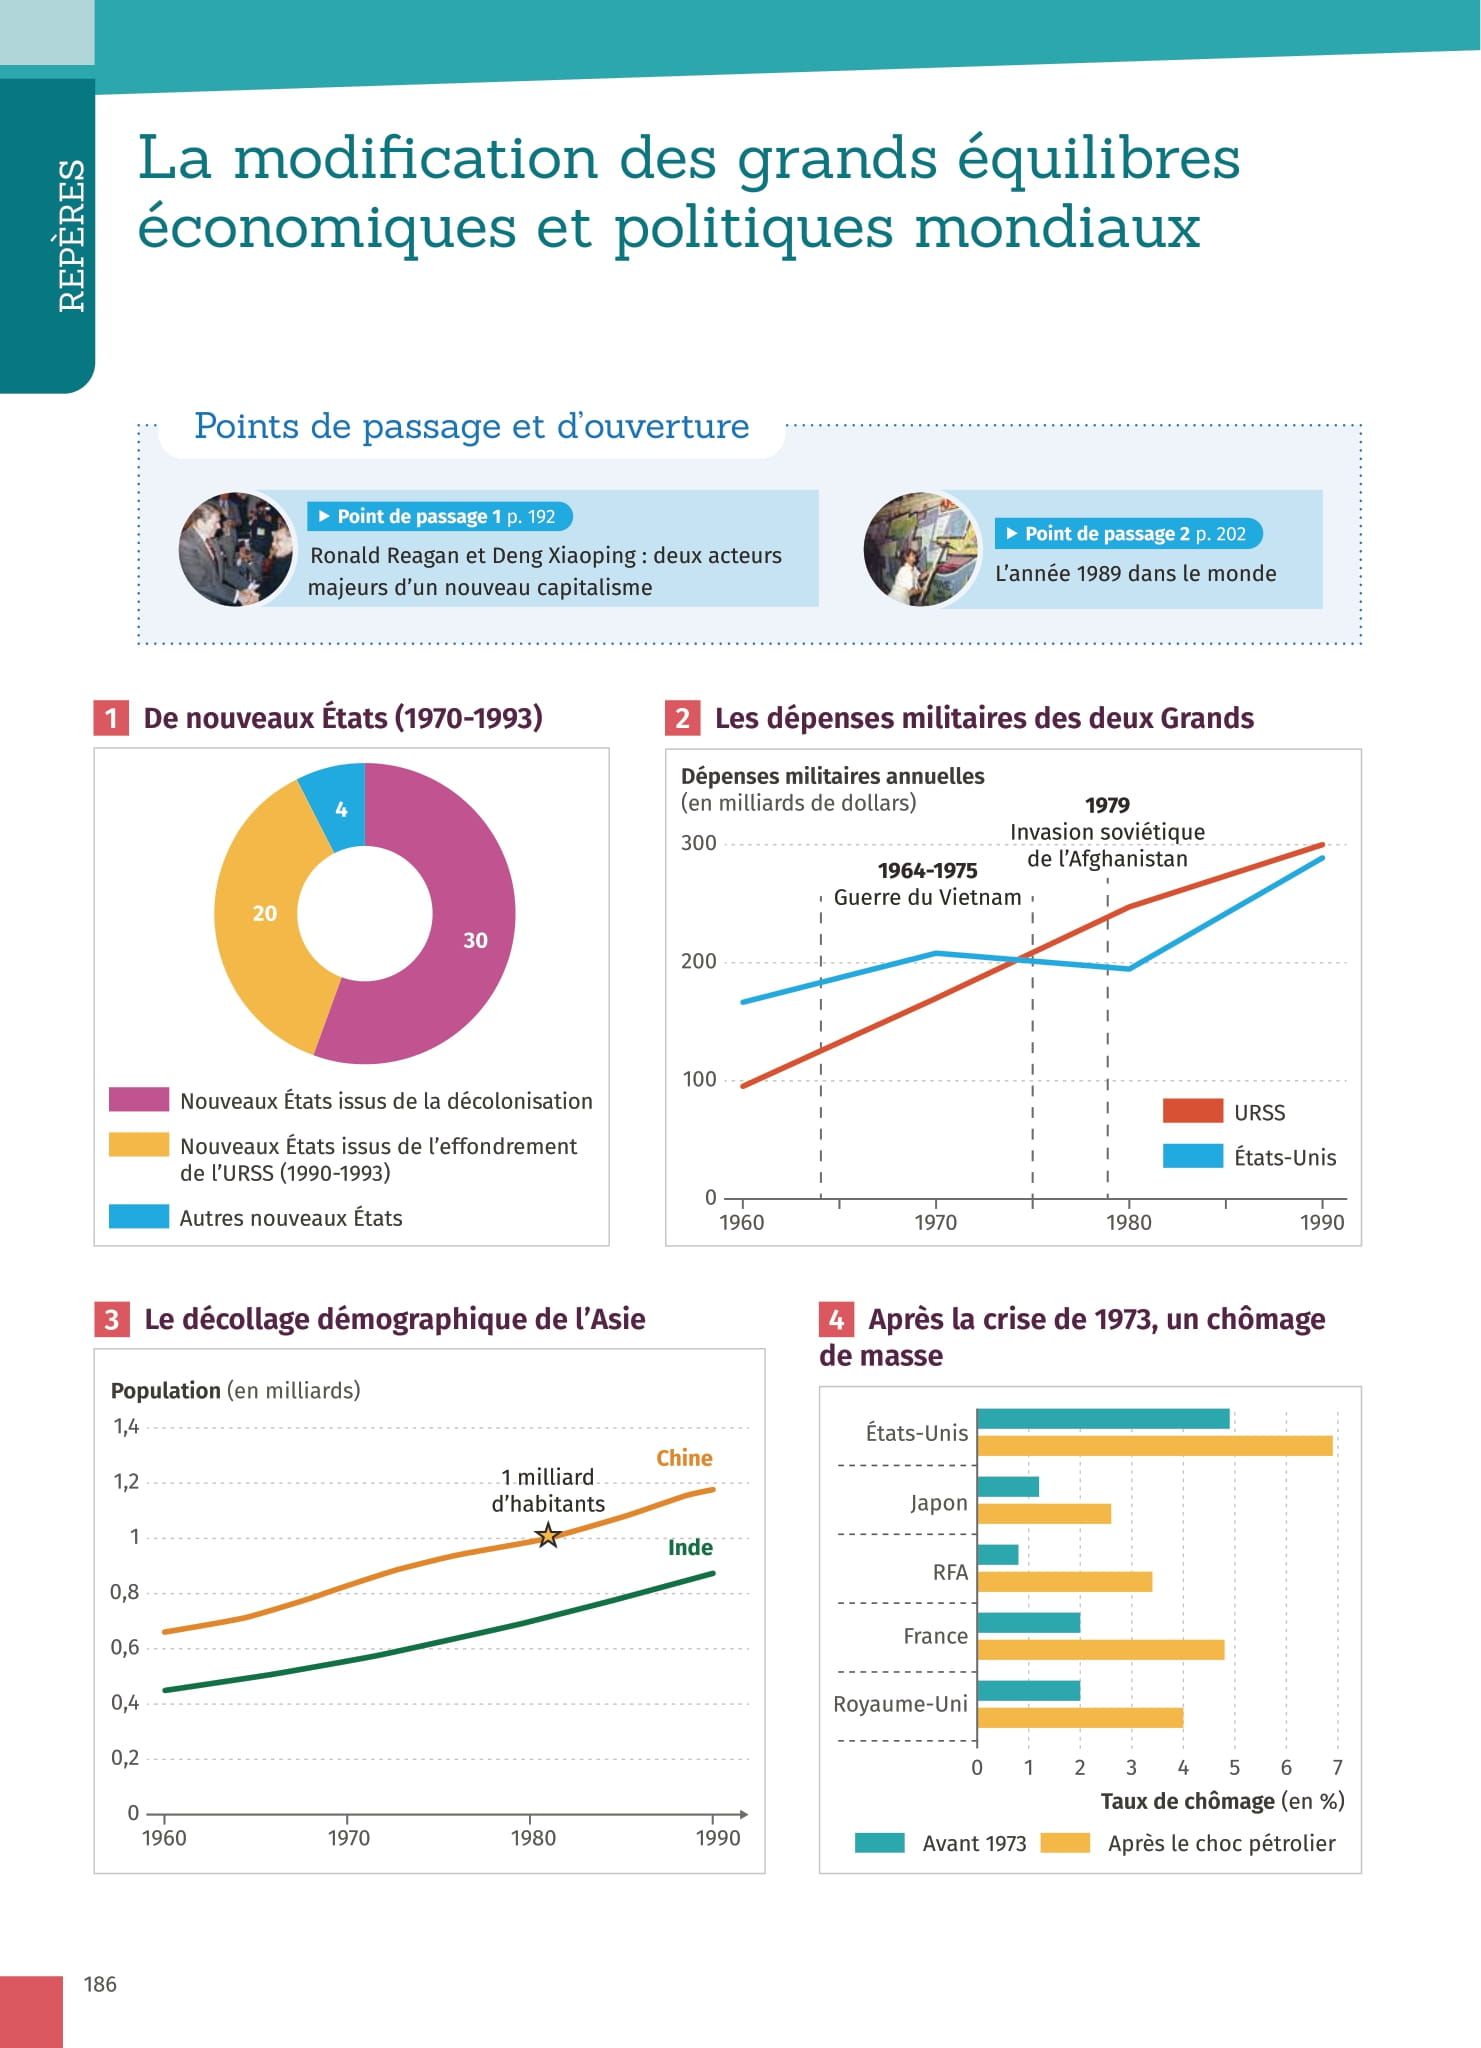 REPÈRES
La modification des grands équilibres
économiques et politiques mondiaux
Points de passage et d'ouverture
▶ Point de passage 1 p. 192
Ronald Reagan et Deng Xiaoping : deux acteurs
majeurs d'un nouveau capitalisme
▶ Point de passage 2 p. 202
L'année 1989 dans le monde
1 De nouveaux États (1970-1993)
4
20
30
Nouveaux États issus de la décolonisation
Nouveaux États issus de l'effondrement
de l'URSS (1990-1993)
Autres nouveaux États
2 Les dépenses militaires des deux Grands
Dépenses militaires annuelles
(en milliards de dollars)
1979
Invasion soviétique
de l'Afghanistan
1964-1975
Guerre du Vietnam
300
200
100
0
URSS
États-Unis
1960 1970 1980 1990
3 Le décollage démographique de l'Asie
Population (en milliards)
1,4
1,2
1
0,8
0,6
0,4
0,2
0
Chine
1 milliard
d'habitants
Inde
1960 1970 1980 1990
4 Après la crise de 1973, un chômage
de masse
États-Unis
Japon
RFA
France
Royaume-Uni
0 1 2 3 4 5 6 7
Taux de chômage (en %)
Avant 1973 Après le choc pétrolier
186